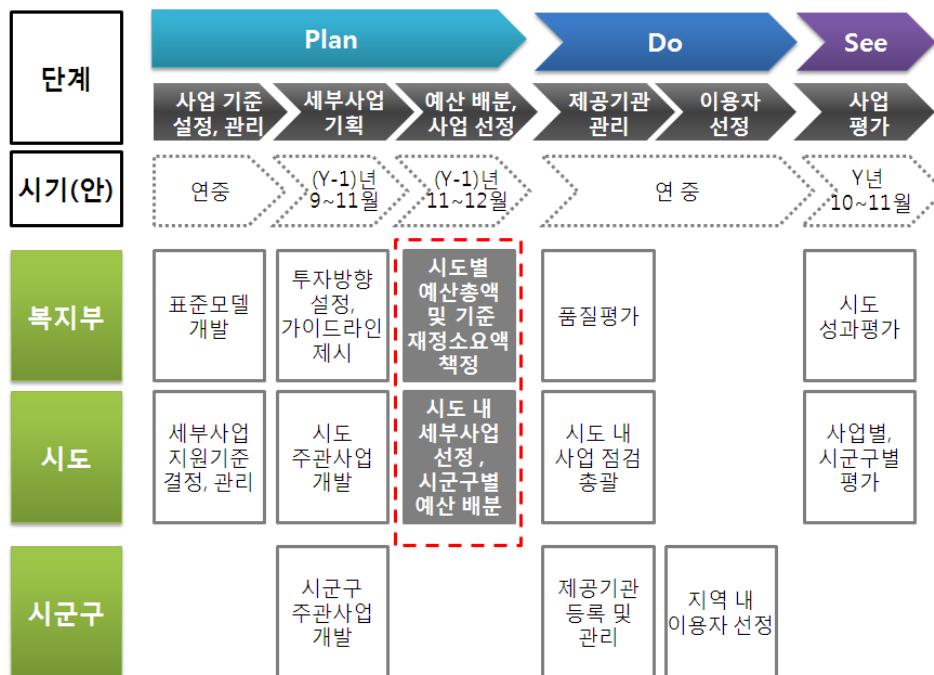 단계
Plan
Do
See
사업 기준
설정, 관리
세부사업
기획
예산 배분,
사업 선정
제공기관
관리
이용자
선정
사업
평가
시기(안)
연중
(Y-1)년
9~11월
(Y-1)년
11~12월
연 중
Y년
10~11월
복지부
표준모델
개발
투자방향
설정,
가이드라인
제시
시도별
예산총액
및 기준
재정소요액
책정
품질평가
시도
성과평가
시도
세부사업
지원기준
결정, 관리
시도
주관사업
개발
시도 내
세부사업
선정 ,
시군구별
예산 배분
시도 내
사업 점검
총괄
사업별,
시군구별
평가
시군구
시군구
주관사업
개발
제공기관
등록 및
관리
지역 내
이용자 선정